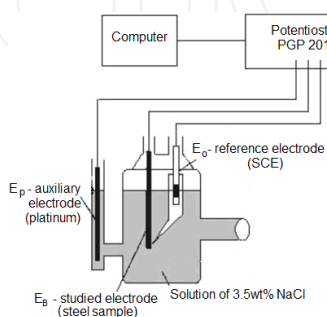 Computer
Potentiost
PGP 201
E₀ - reference electrode
(SCE)
Eₚ - auxiliary
electrode
(platinum)
E_B - studied electrode
(steel sample)
Solution of 3.5wt% NaCl